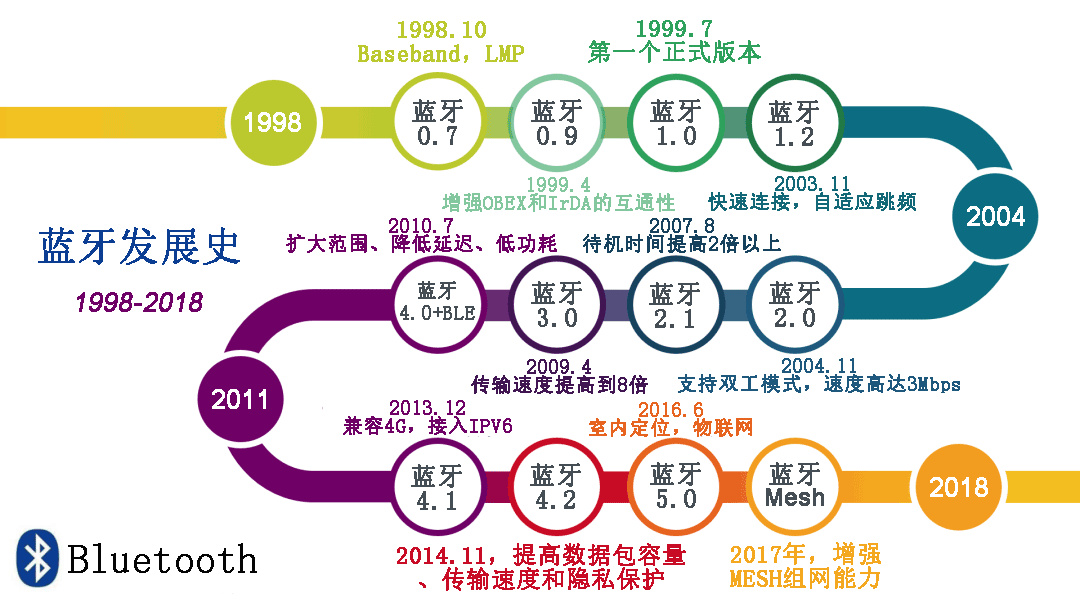 1998.10
Baseband, LMP
1999.7
第一个正式版本
1998
蓝牙
0.7
蓝牙
0.9
蓝牙
1.0
蓝牙
1.2
1999.4
增强OBEX和IrDA的互通性
2003.11
快速连接，自适应跳频
2004
蓝牙发展史
1998-2018
2010.7
扩大范围、降低延迟、低功耗
2007.8
待机时间提高2倍以上
蓝牙
4.0+BLE
蓝牙
3.0
蓝牙
2.1
蓝牙
2.0
2009.4
传输速度提高到8倍
2004.11
支持双工模式，速度高达3Mbps
2011
2013.12
兼容4G，接入IPV6
2016.6
室内定位，物联网
蓝牙
4.1
蓝牙
4.2
蓝牙
5.0
蓝牙
Mesh
2018
2014.11，提高数据包容量
、传输速度和隐私保护
2017年，增强
MESH组网能力
Bluetooth